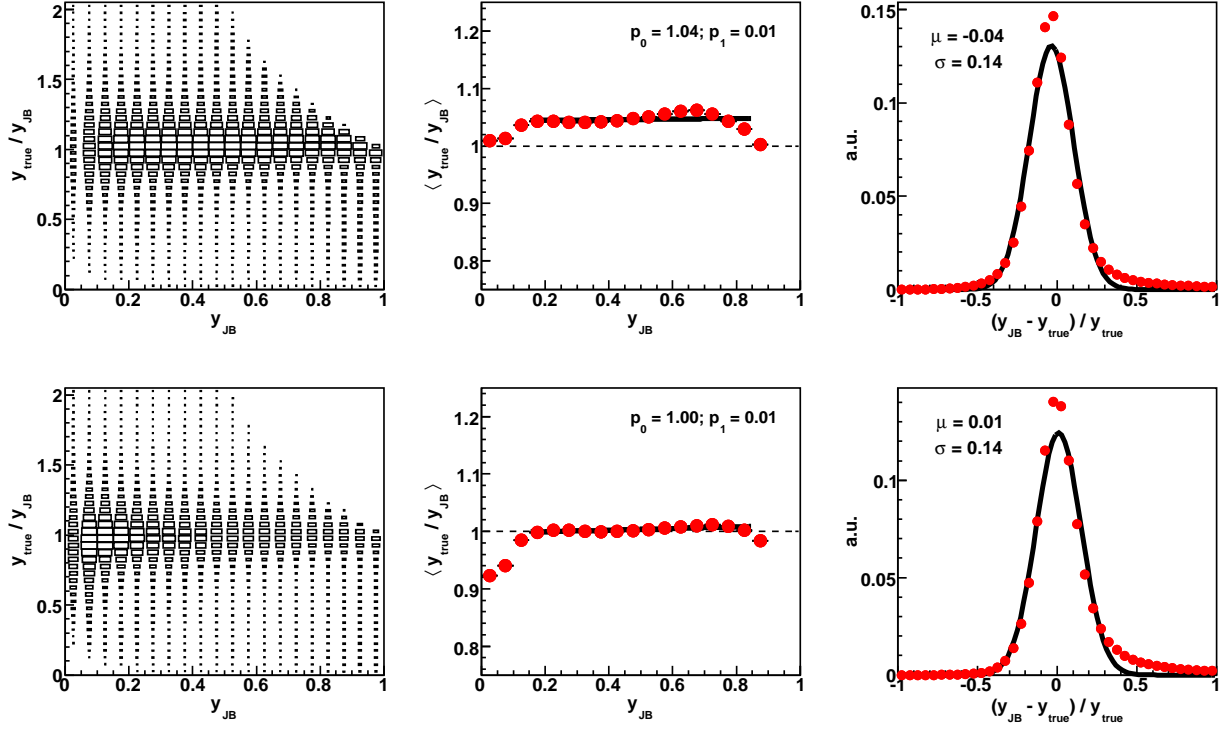 y_true / y_JB
2
1.5
1
0.5
0
0 0.2 0.4 0.6 0.8 1
y_JB
⟨ y_true / y_JB ⟩
p_0 = 1.04; p_1 = 0.01
1.2
1.1
1
0.9
0.8
0 0.2 0.4 0.6 0.8 1
y_JB
a.u.
μ = -0.04
σ = 0.14
0.15
0.1
0.05
0
-1 -0.5 0 0.5 1
(y_JB - y_true) / y_true
y_true / y_JB
2
1.5
1
0.5
0
0 0.2 0.4 0.6 0.8 1
y_JB
⟨ y_true / y_JB ⟩
p_0 = 1.00; p_1 = 0.01
1.2
1.1
1
0.9
0.8
0 0.2 0.4 0.6 0.8 1
y_JB
a.u.
μ = 0.01
σ = 0.14
0.1
0.05
0
-1 -0.5 0 0.5 1
(y_JB - y_true) / y_true